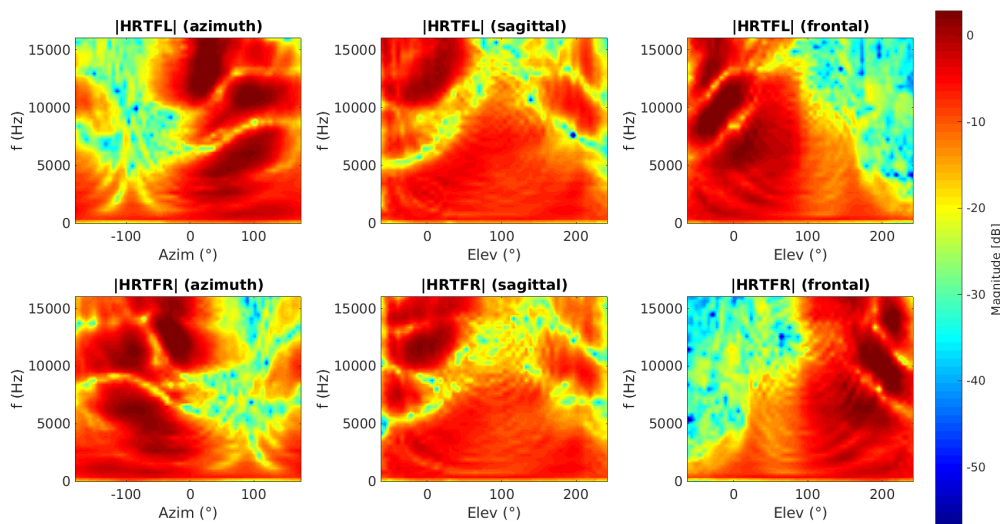 |HRTFL| (azimuth) |HRTFL| (sagittal) |HRTFL| (frontal)
15000 15000 15000 0
10000 10000 10000 -10
f (Hz) f (Hz) f (Hz)
5000 5000 5000
0 0 0
-100 0 100 0 100 200 0 100 200 -20
Azim (°) Elev (°) Elev (°)
Magnitude [dB]
|HRTFR| (azimuth) |HRTFR| (sagittal) |HRTFR| (frontal) -30
15000 15000 15000
10000 10000 10000
f (Hz) f (Hz) f (Hz) -40
5000 5000 5000
0 0 0 -50
-100 0 100 0 100 200 0 100 200
Azim (°) Elev (°) Elev (°)